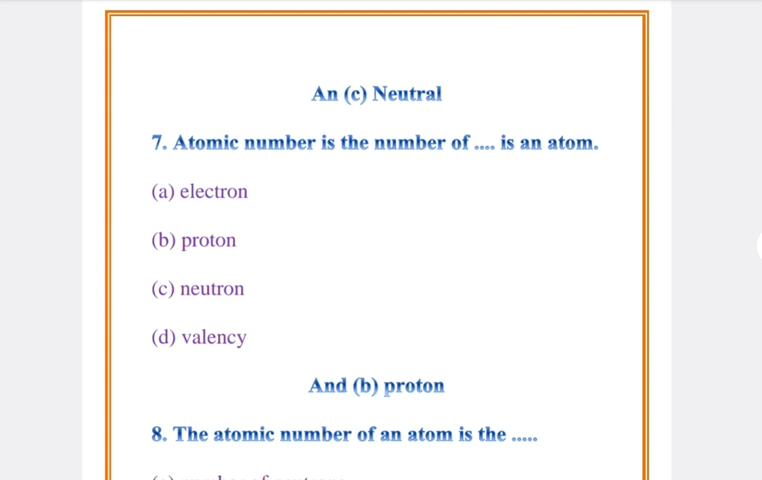 An (c) Neutral
7. Atomic number is the number of .... is an atom.
(a) electron
(b) proton
(c) neutron
(d) valency
And (b) proton
8. The atomic number of an atom is the .....